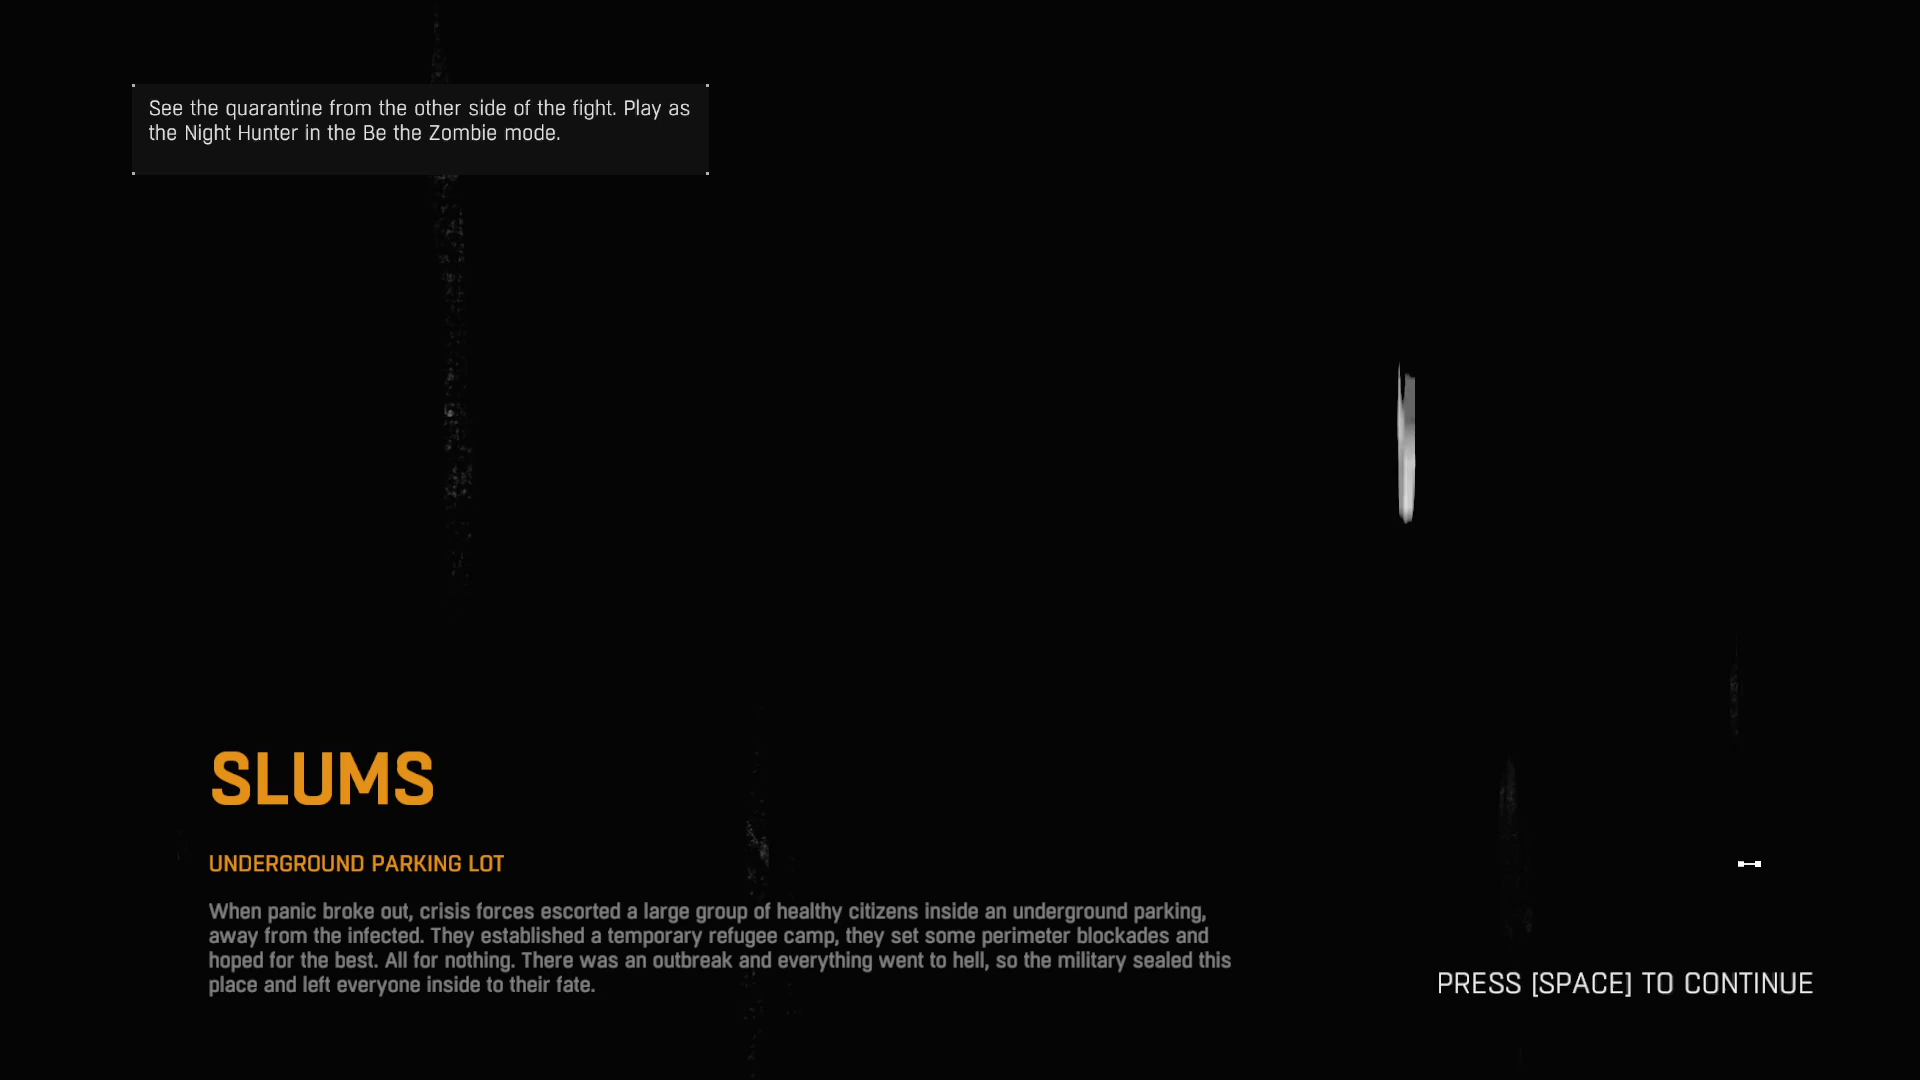 See the quarantine from the other side of the fight. Play as
the Night Hunter in the Be the Zombie mode.
SLUMS
UNDERGROUND PARKING LOT
When panic broke out, crisis forces escorted a large group of healthy citizens inside an underground parking,
away from the infected. They established a temporary refugee camp, they set some perimeter blockades and
hoped for the best. All for nothing. There was an outbreak and everything went to hell, so the military sealed this
place and left everyone inside to their fate.
PRESS [SPACE] TO CONTINUE